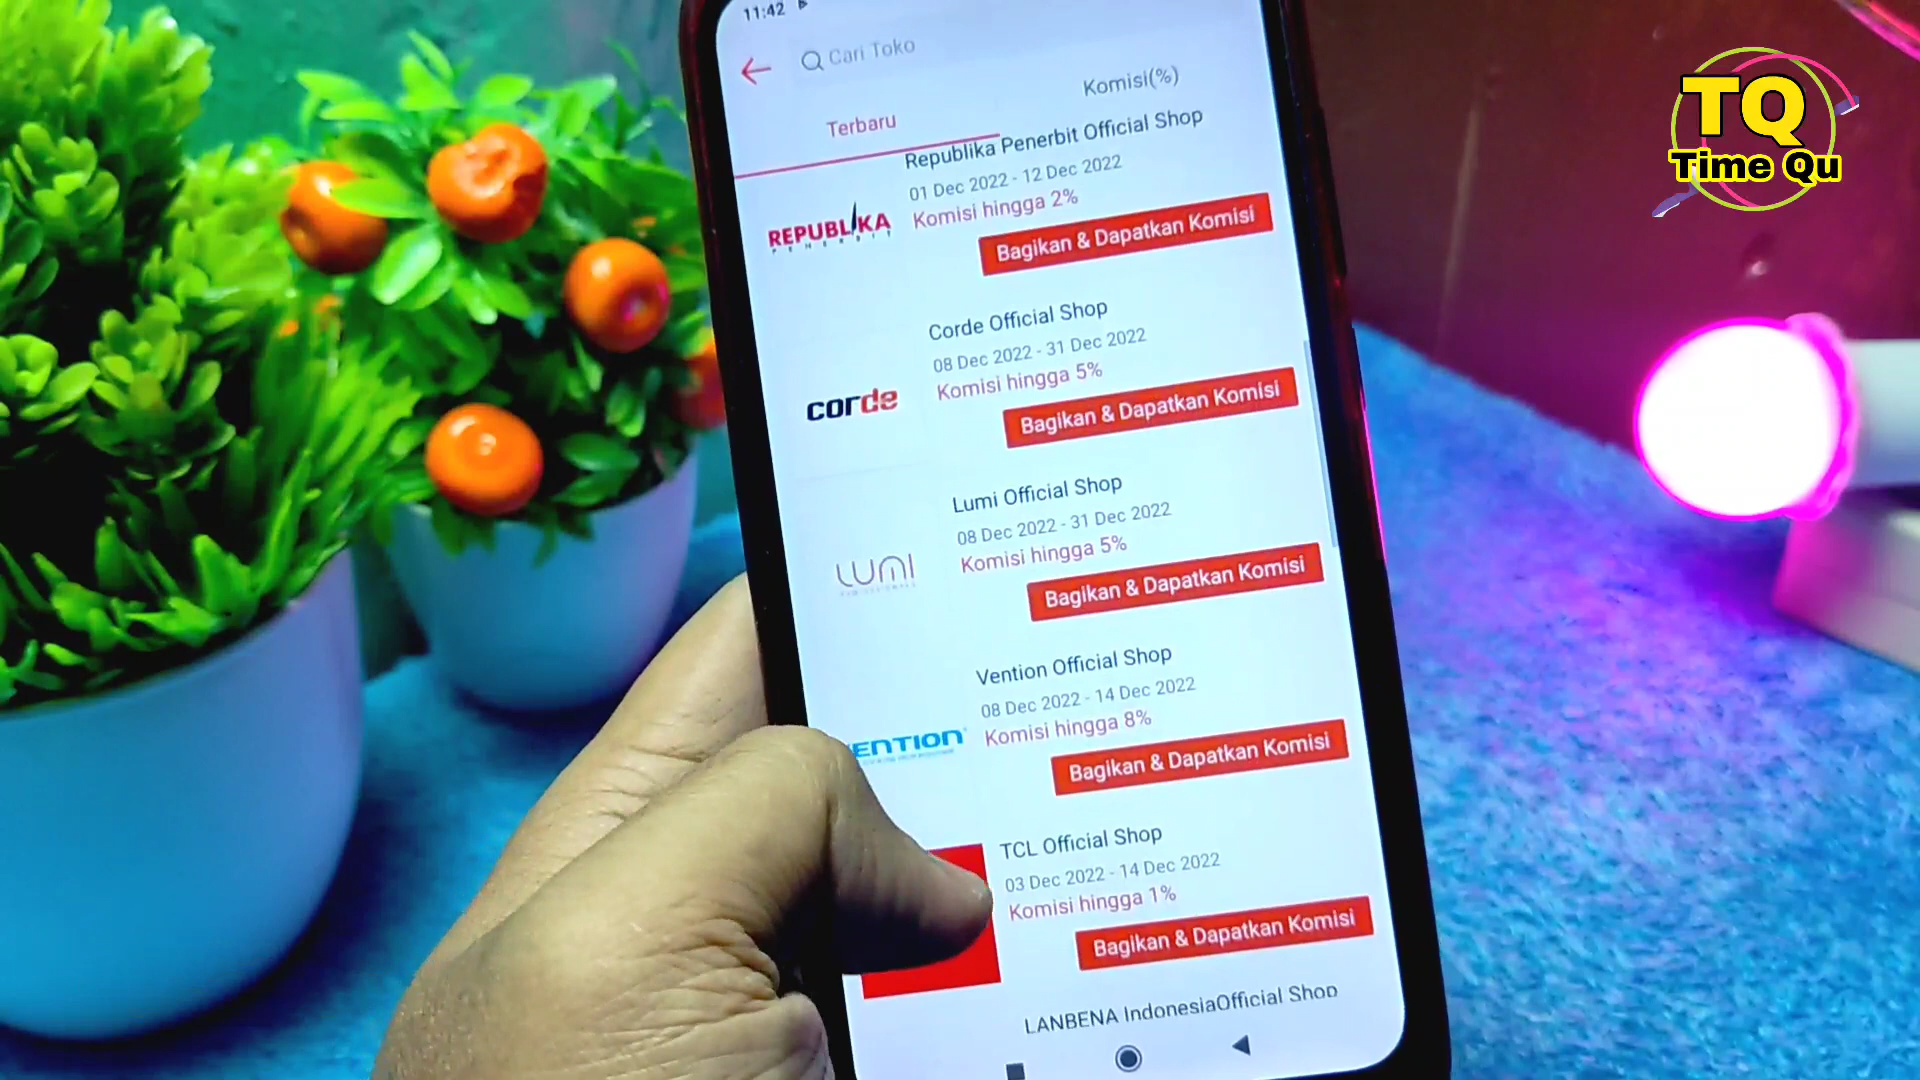 11:42
Cari Toko
Terbaru
Komisi(%)
Republika Penerbit Official Shop
01 Dec 2022 - 12 Dec 2022
Komisi hingga 2%
Bagikan & Dapatkan Komisi
REPUBLIKA
PENERBIT
Corde Official Shop
08 Dec 2022 - 31 Dec 2022
Komisi hingga 5%
Bagikan & Dapatkan Komisi
corde
Lumi Official Shop
08 Dec 2022 - 31 Dec 2022
Komisi hingga 5%
Bagikan & Dapatkan Komisi
LUMI
Vention Official Shop
08 Dec 2022 - 14 Dec 2022
Komisi hingga 8%
Bagikan & Dapatkan Komisi
ENTION
TCL Official Shop
03 Dec 2022 - 14 Dec 2022
Komisi hingga 1%
Bagikan & Dapatkan Komisi
LANBENA IndonesiaOfficial Shop
TQ
Time Qu